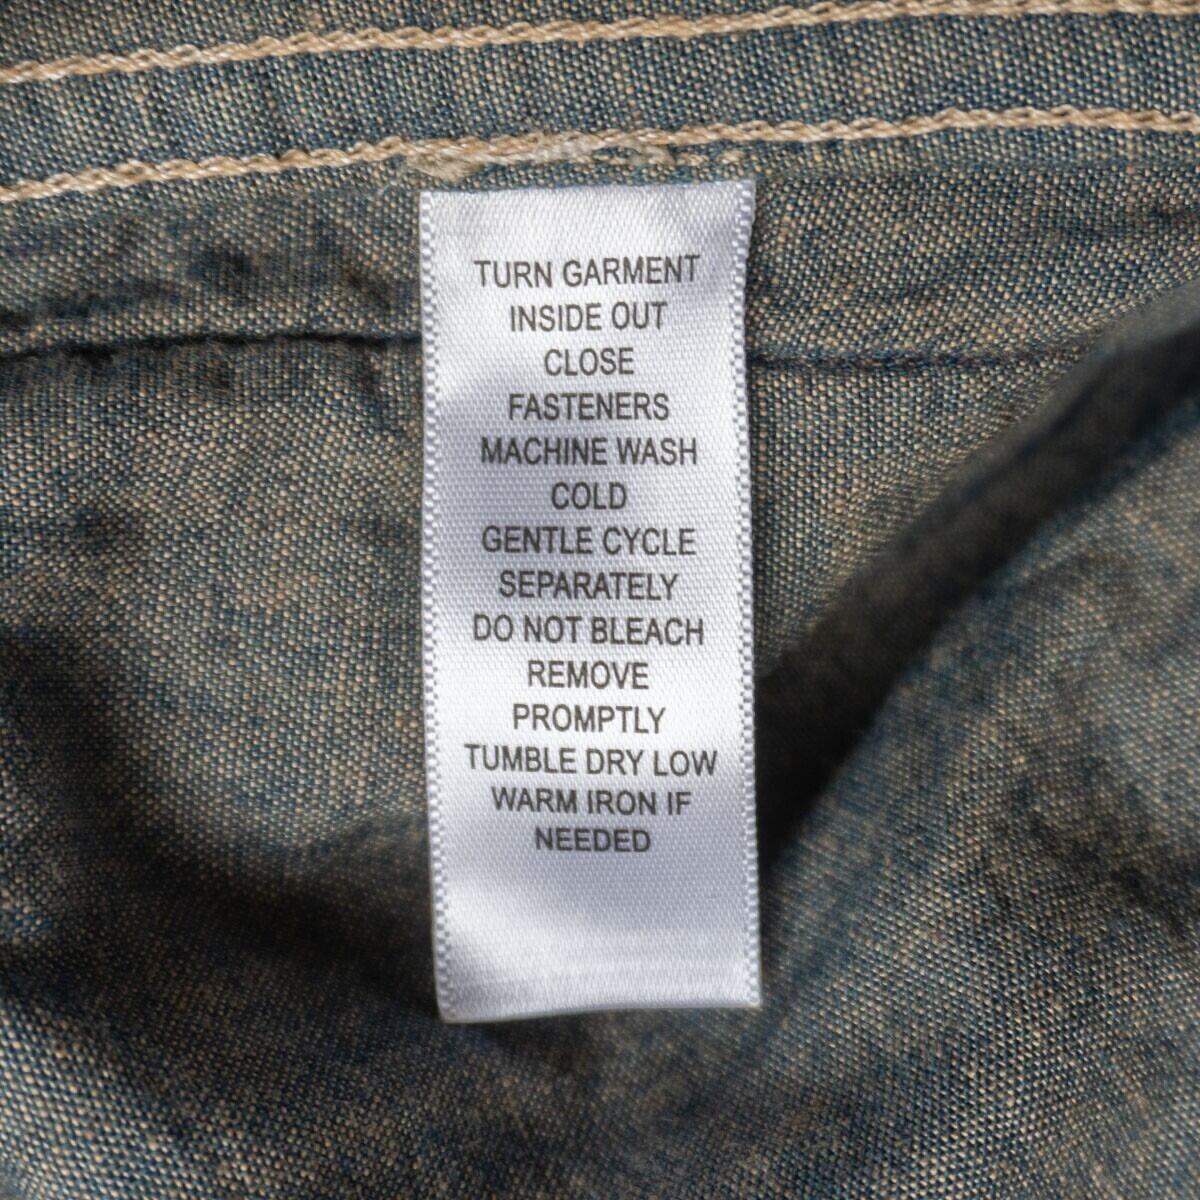 TURN GARMENT
INSIDE OUT
CLOSE
FASTENERS
MACHINE WASH
COLD
GENTLE CYCLE
SEPARATELY
DO NOT BLEACH
REMOVE
PROMPTLY
TUMBLE DRY LOW
WARM IRON IF
NEEDED